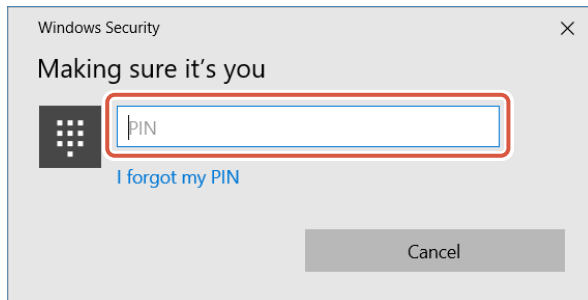 Windows Security
Making sure it's you
PIN
I forgot my PIN
Cancel